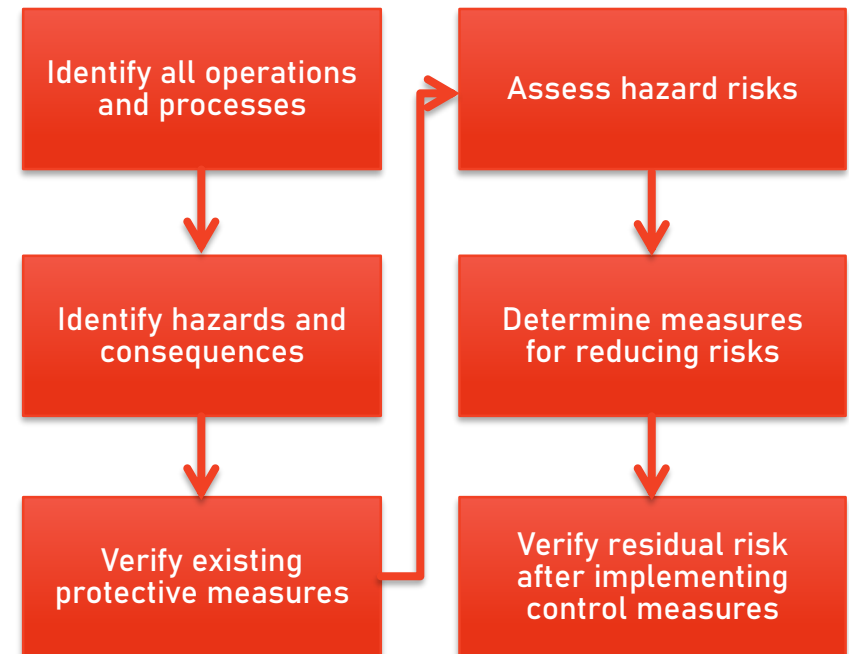 Identify all operations
and processes
Identify hazards and
consequences
Verify existing
protective measures
Assess hazard risks
Determine measures
for reducing risks
Verify residual risk
after implementing
control measures